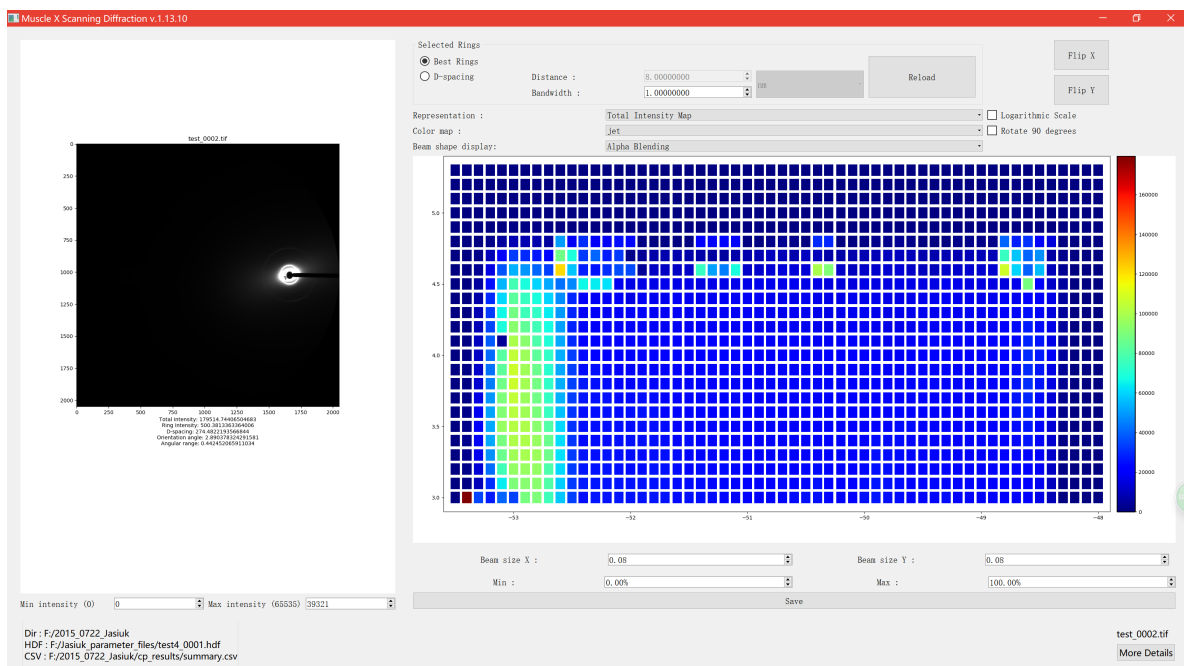 Muscle X Scanning Diffraction v.1.13.10
test_0002.tif
0
250
500
750
1000
1250
1500
1750
2000
0 250 500 750 1000 1250 1500 1750 2000
Total Intensity: 179514.74406504683
Ring Intensity: 500.3813363364006
D-spacing: 274.4822193566844
Orientation angle: 2.890378324291581
Angular range: 0.442452065911034
Min intensity (0) 0 Max intensity (65535) 39321
Selected Rings
Best Rings
D-spacing Distance : 8.00000000
Bandwidth : 1.00000000
Reload
Flip X
Flip Y
Representation : Total Intensity Map Logarithmic Scale
Color map : jet Rotate 90 degrees
Beam shape display: Alpha Blending
5.0
4.5
4.0
3.5
3.0
−53 −52 −51 −50 −49 −48
160000
140000
120000
100000
80000
60000
40000
20000
0
Beam size X : 0.08 Beam size Y : 0.08
Min : 0.00% Max : 100.00%
Save
Dir : F:/2015_0722_Jasiuk
HDF : F:/Jasiuk_parameter_files/test4_0001.hdf
CSV : F:/2015_0722_Jasiuk/cp_results/summary.csv
test_0002.tif
More Details